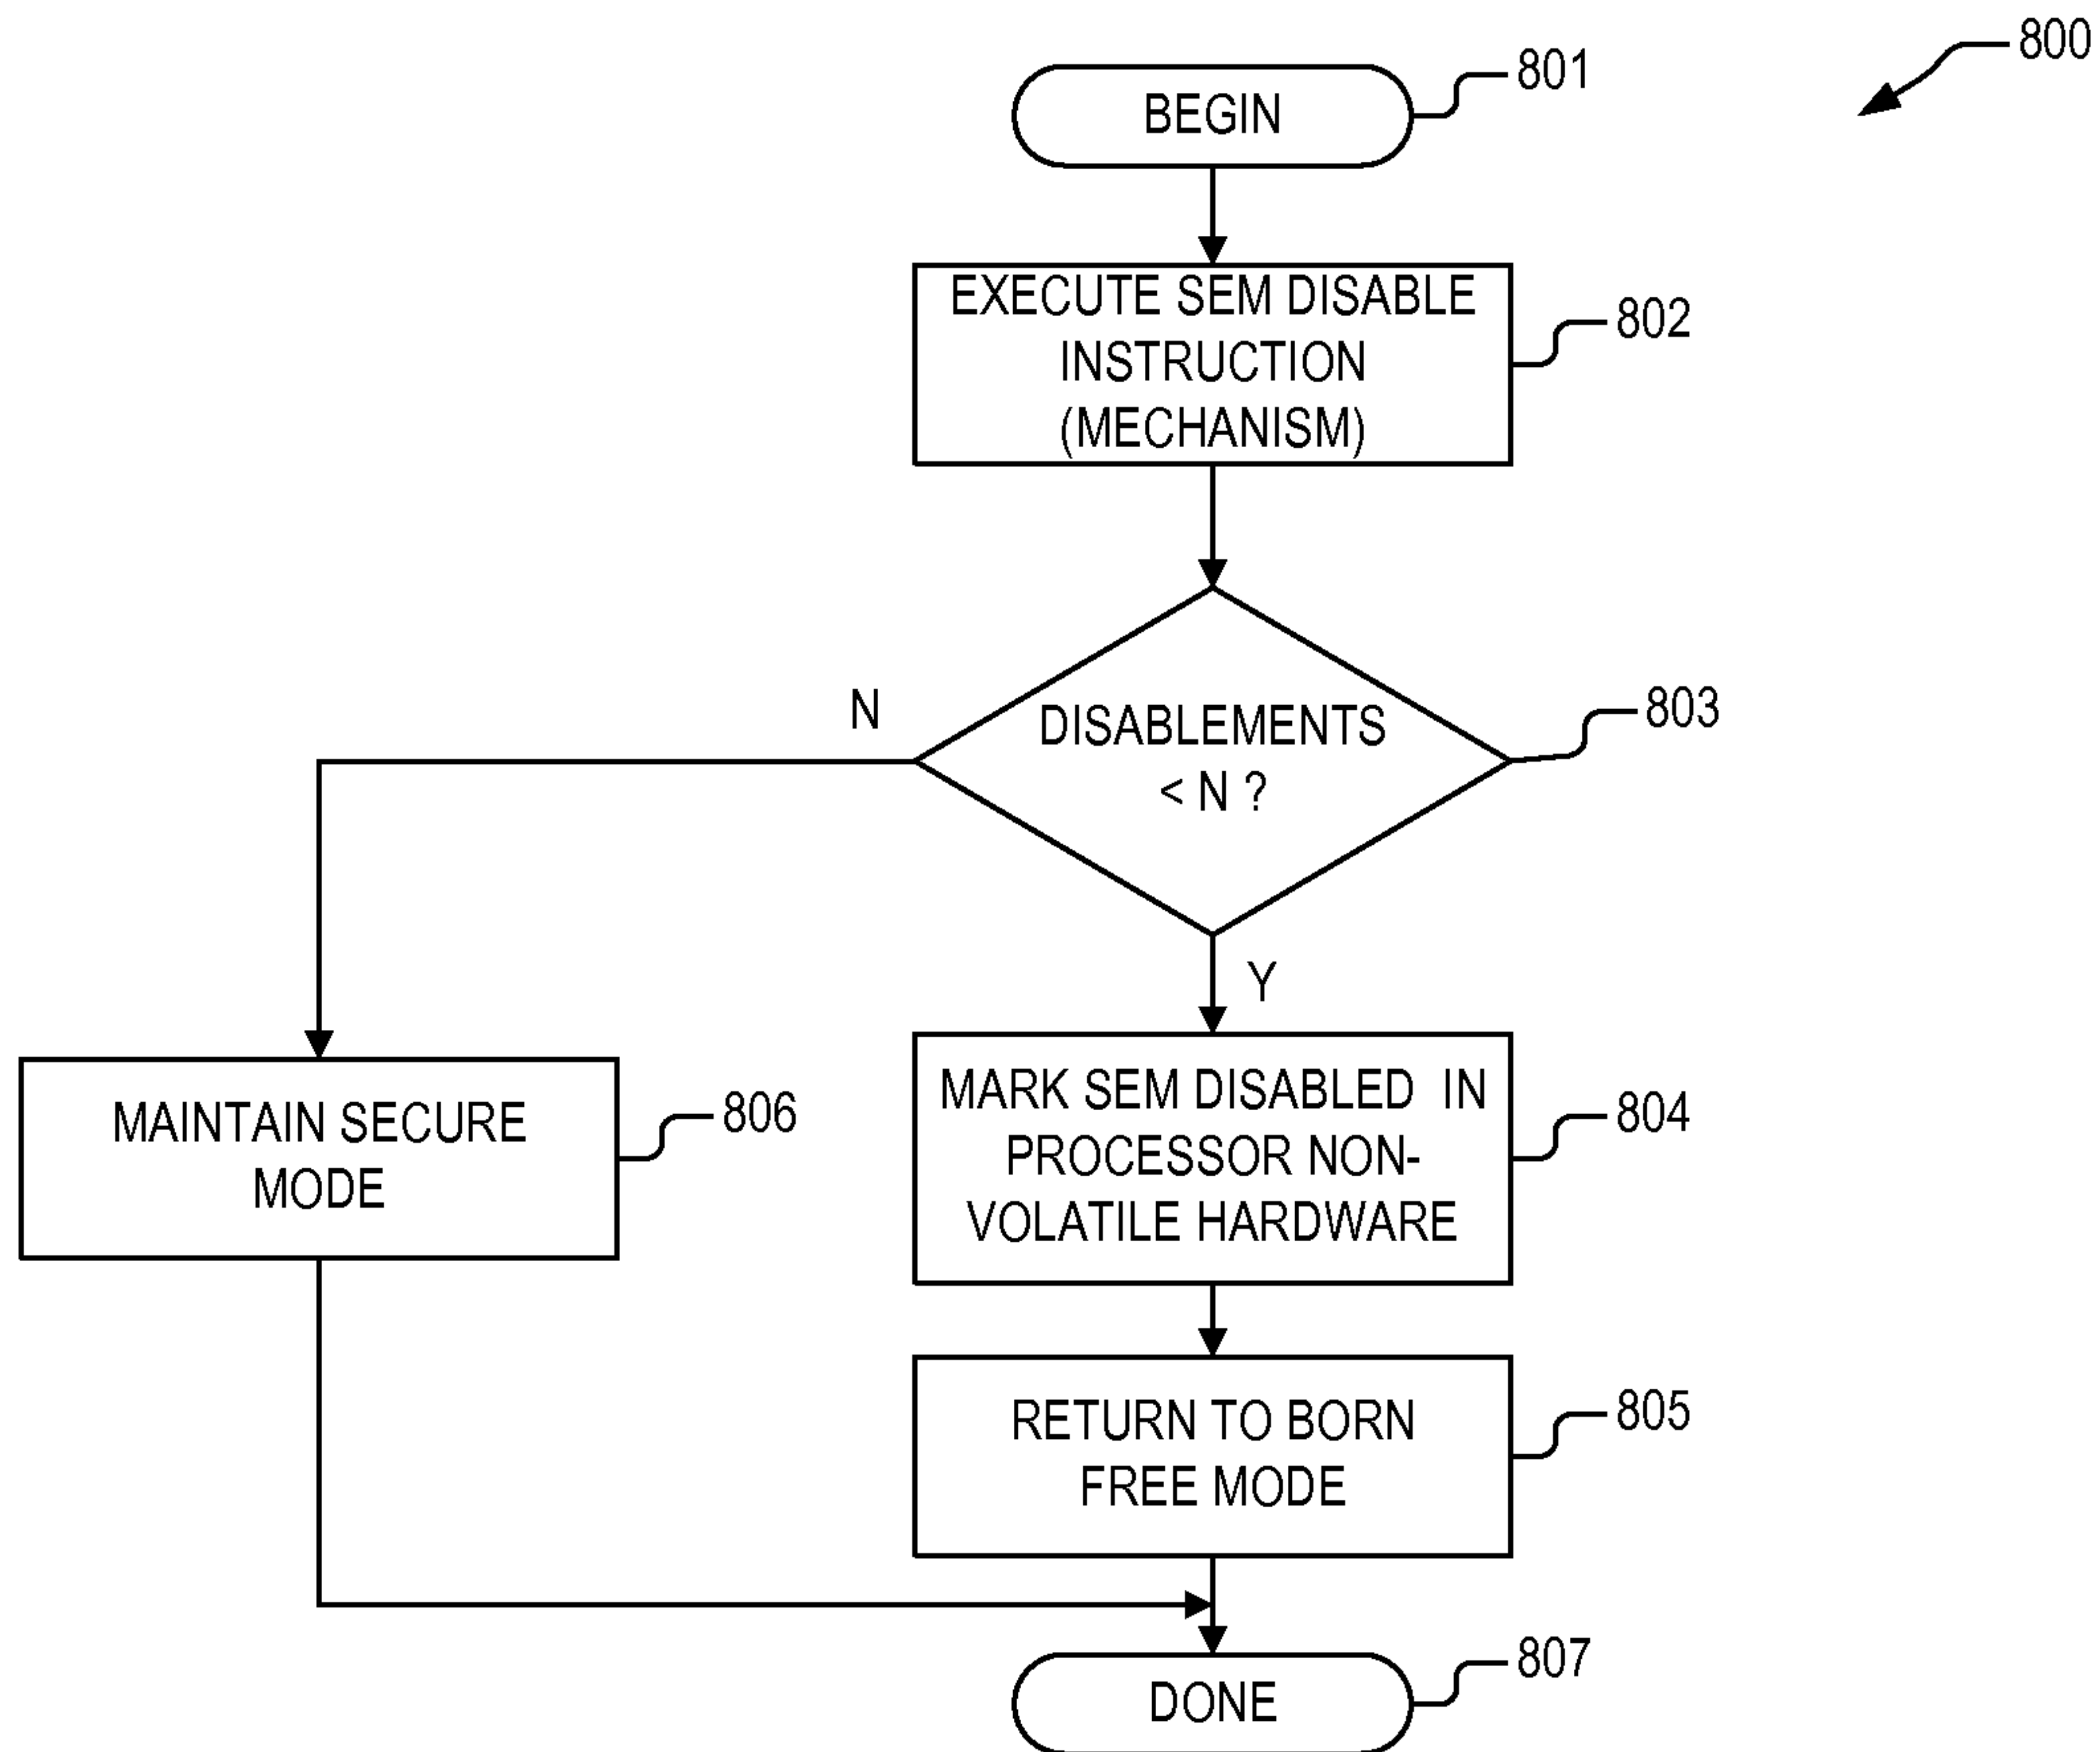 800
BEGIN
801
EXECUTE SEM DISABLE
INSTRUCTION
(MECHANISM)
802
DISABLEMENTS
< N ?
803
N
Y
MARK SEM DISABLED IN
PROCESSOR NON-
VOLATILE HARDWARE
804
MAINTAIN SECURE
MODE
806
RETURN TO BORN
FREE MODE
805
DONE
807